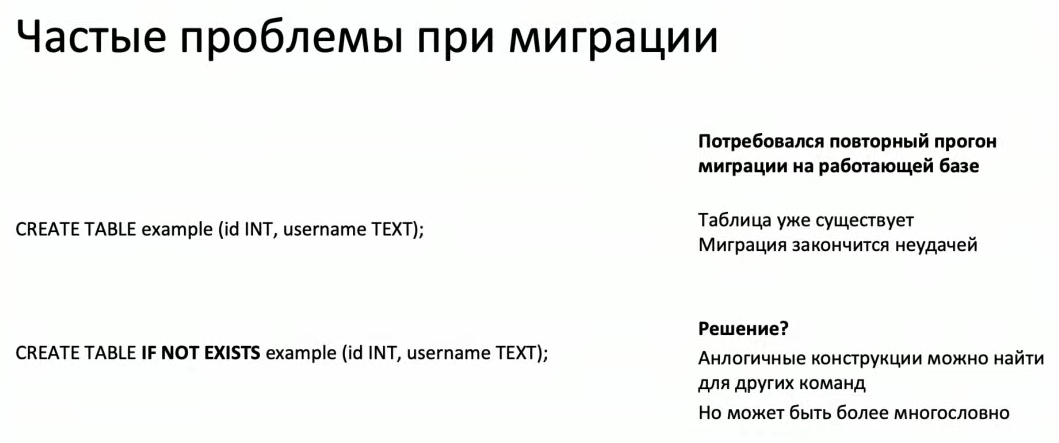 Частые проблемы при миграции
Потребовался повторный прогон
миграции на работающей базе
CREATE TABLE example (id INT, username TEXT);
Таблица уже существует
Миграция закончится неудачей
Решение?
CREATE TABLE IF NOT EXISTS example (id INT, username TEXT);
Анлогичные конструкции можно найти
для других команд
Но может быть более многословно